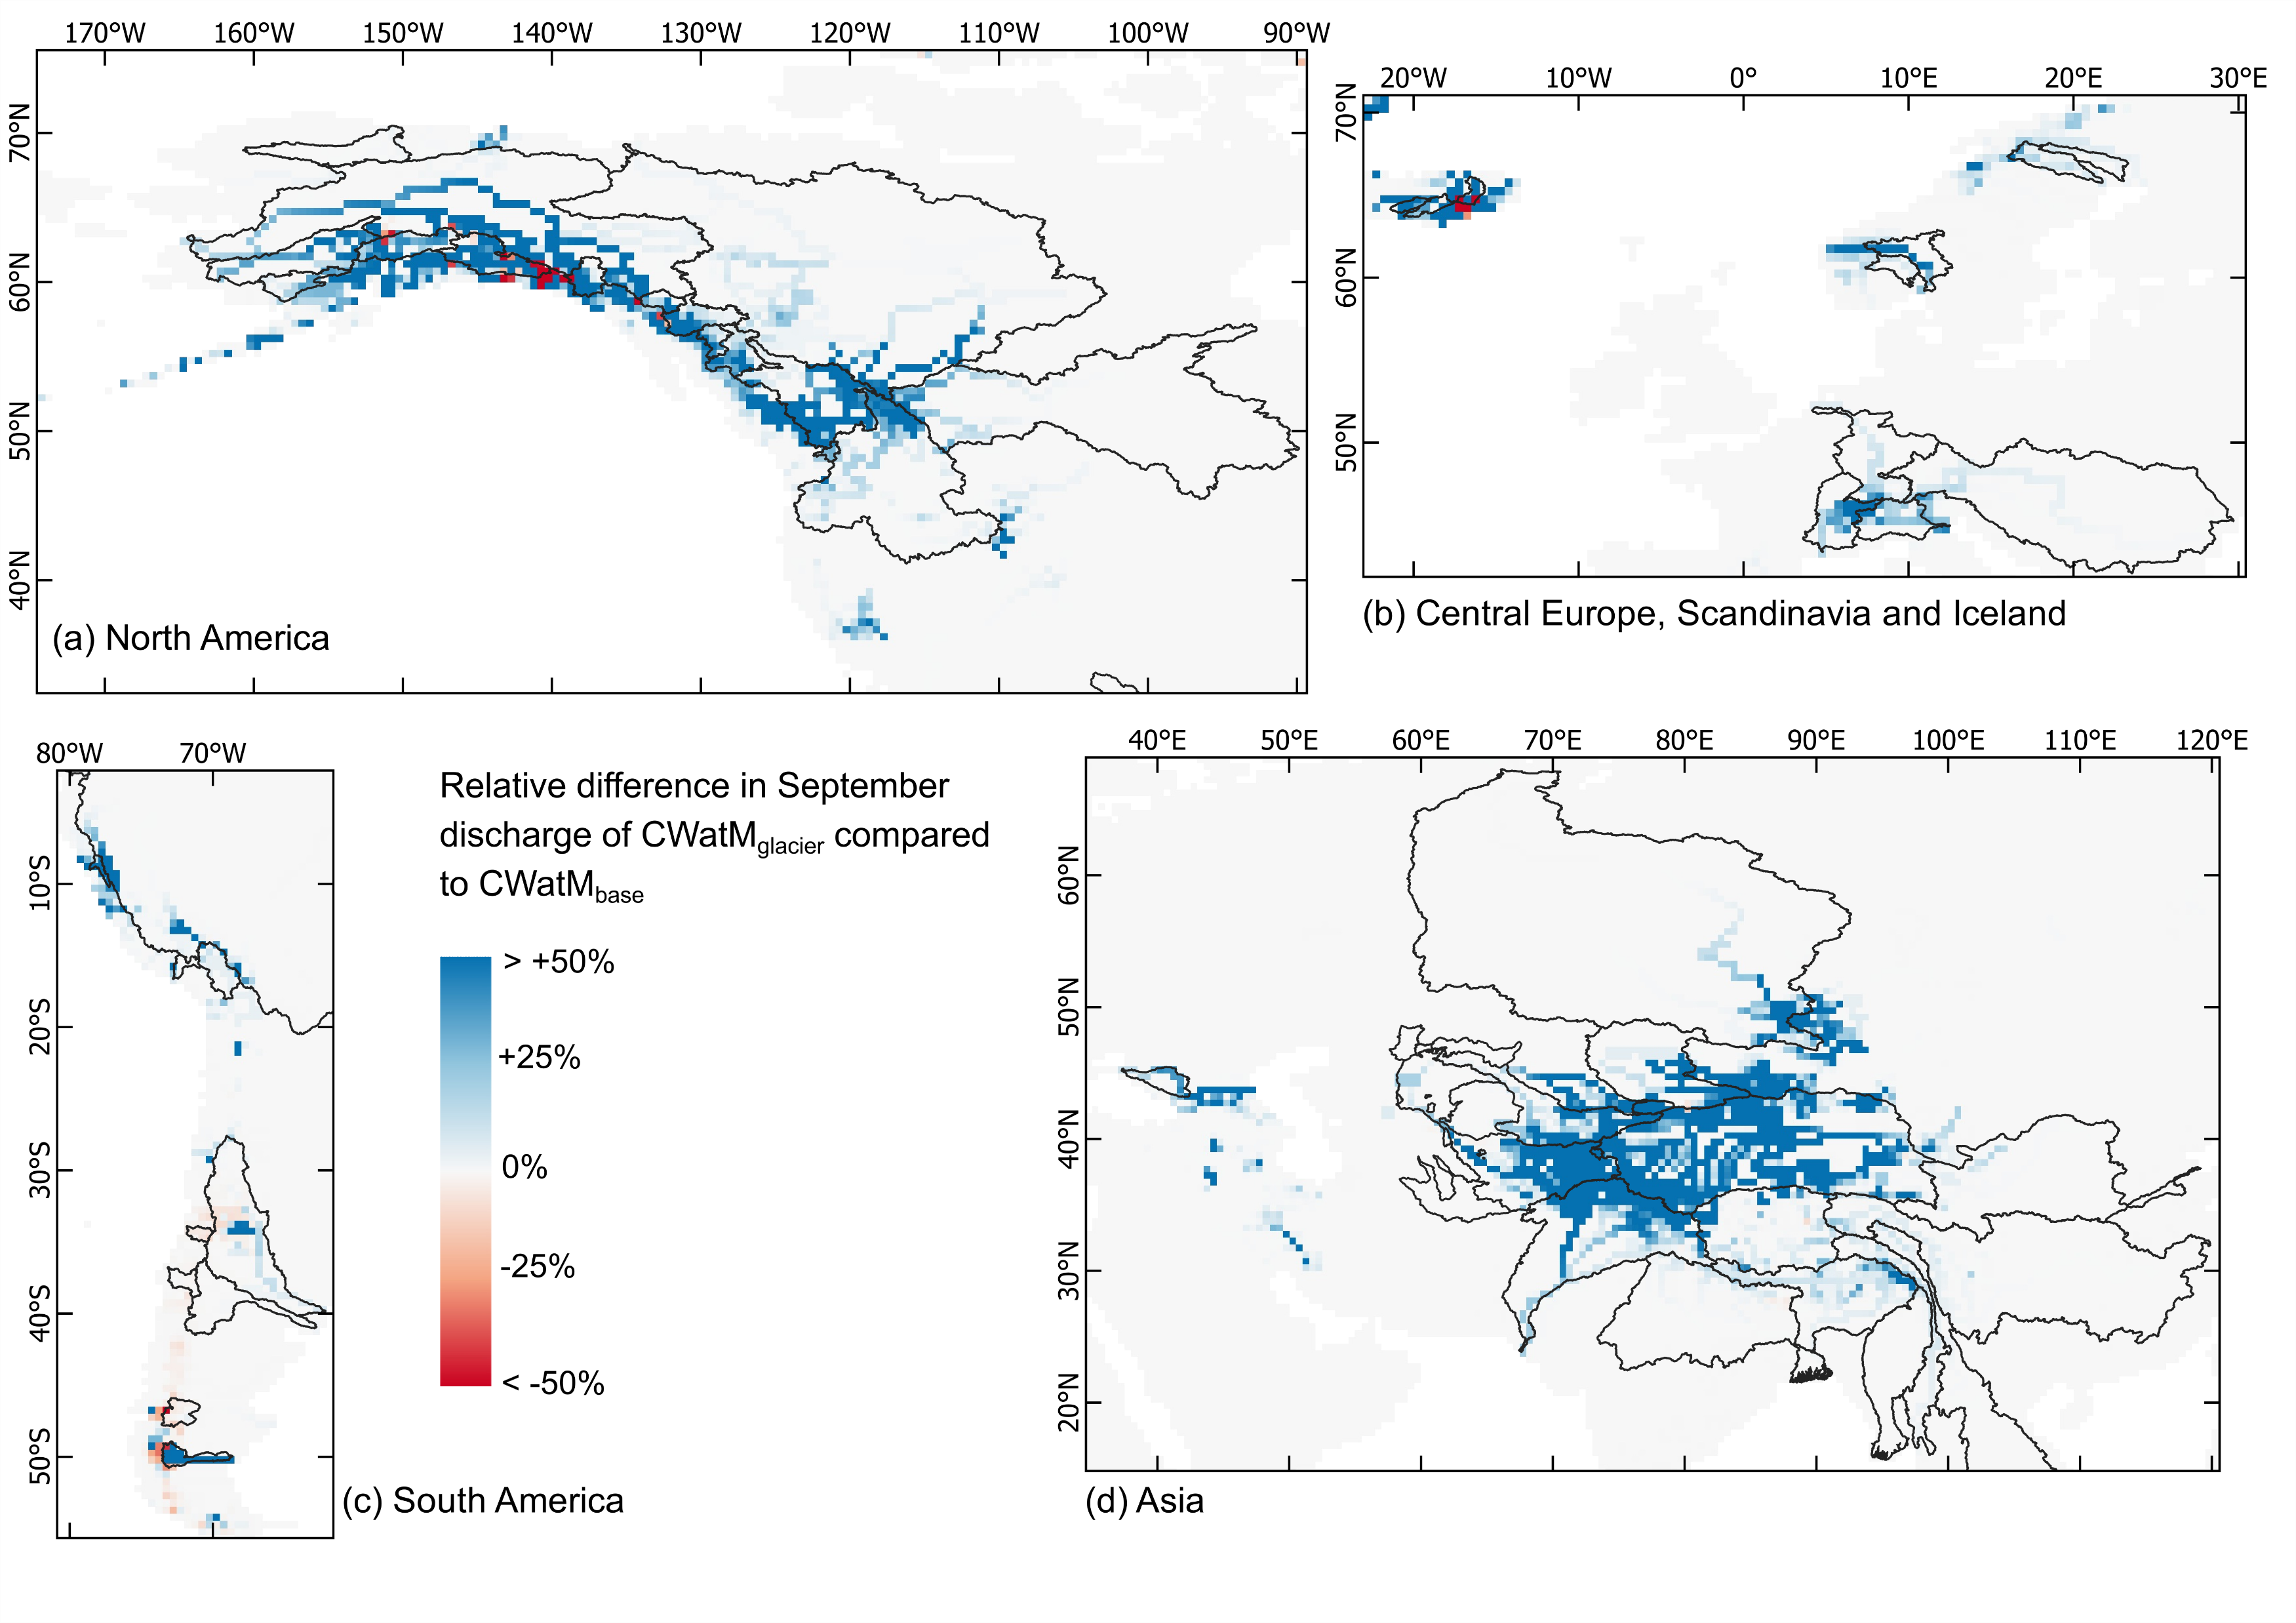 170°W 160°W 150°W 140°W 130°W 120°W 110°W 100°W 90°W
70°N
60°N
50°N
40°N
(a) North America
20°W 10°W 0° 10°E 20°E 30°E
70°N
60°N
50°N
(b) Central Europe, Scandinavia and Iceland
80°W 70°W
10°S
20°S
30°S
40°S
50°S
(c) South America
Relative difference in September
discharge of CWatMglacier compared
to CWatMbase
> +50%
+25%
0%
-25%
< -50%
40°E 50°E 60°E 70°E 80°E 90°E 100°E 110°E 120°E
60°N
50°N
40°N
30°N
20°N
(d) Asia